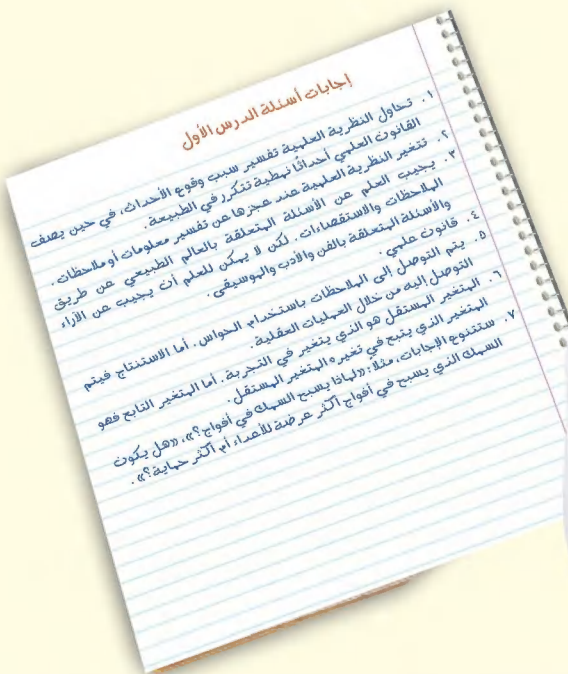 إجابات أسئلة الدرس الأول
١. تحاول النظرية العلمية تفسير سبب وقوع الأحداث، في حين يصف
القانون العلمي أحداثًا نمطية تتكرر في الطبيعة.
٢. تتغير النظرية العلمية عند عجزها عن تفسير معلومات أو ملاحظات.
٣. يجيب العلم عن الأسئلة المتعلقة بالعالم الطبيعي عن طريق
الملاحظات والاستقصاءات. لكن لا يمكن للعلم أن يجيب عن الآراء
والأسئلة المتعلقة بالفن والأدب والموسيقى.
٤. قانون علمي.
٥. يتم التوصل إلى الملاحظات باستخدام الحواس. أما الاستنتاج فيتم
التوصل إليه من خلال العمليات العقلية.
٦. المتغير المستقل هو الذي يتغير في التجربة. أما المتغير التابع فهو
المتغير الذي يتبع في تغيره المتغير المستقل.
٧. ستتنوع الإجابات، مثلا: «لماذا يسبح السمك في أفواج؟»، «هل يكون
السمك الذي يسبح في أفواج أكثر عرضة للأعداء أم أكثر حماية؟».